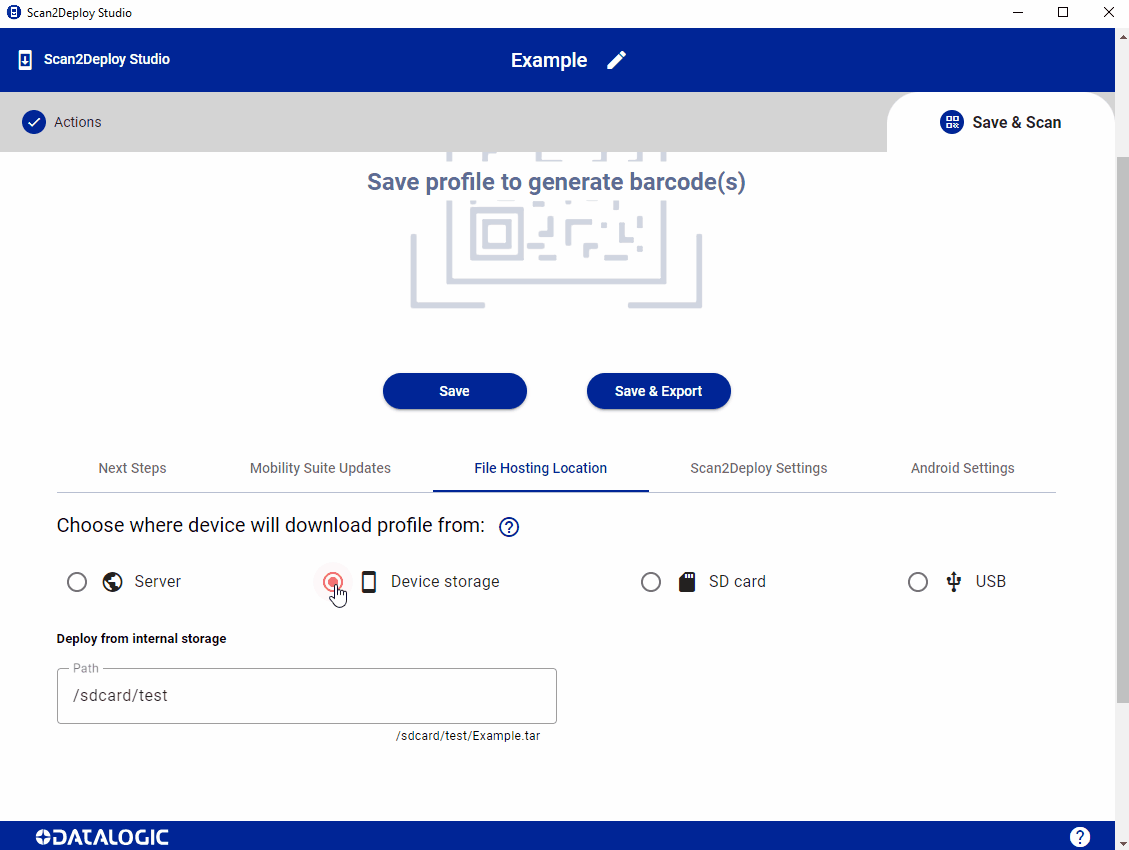 Scan2Deploy Studio
Scan2Deploy Studio
Example
Actions
Save & Scan
Save profile to generate barcode(s)
Save
Save & Export
Next Steps
Mobility Suite Updates
File Hosting Location
Scan2Deploy Settings
Android Settings
Choose where device will download profile from: ?
Server
Device storage
SD card
USB
Deploy from internal storage
Path
/sdcard/test
/sdcard/test/Example.tar
DATALOGIC
?